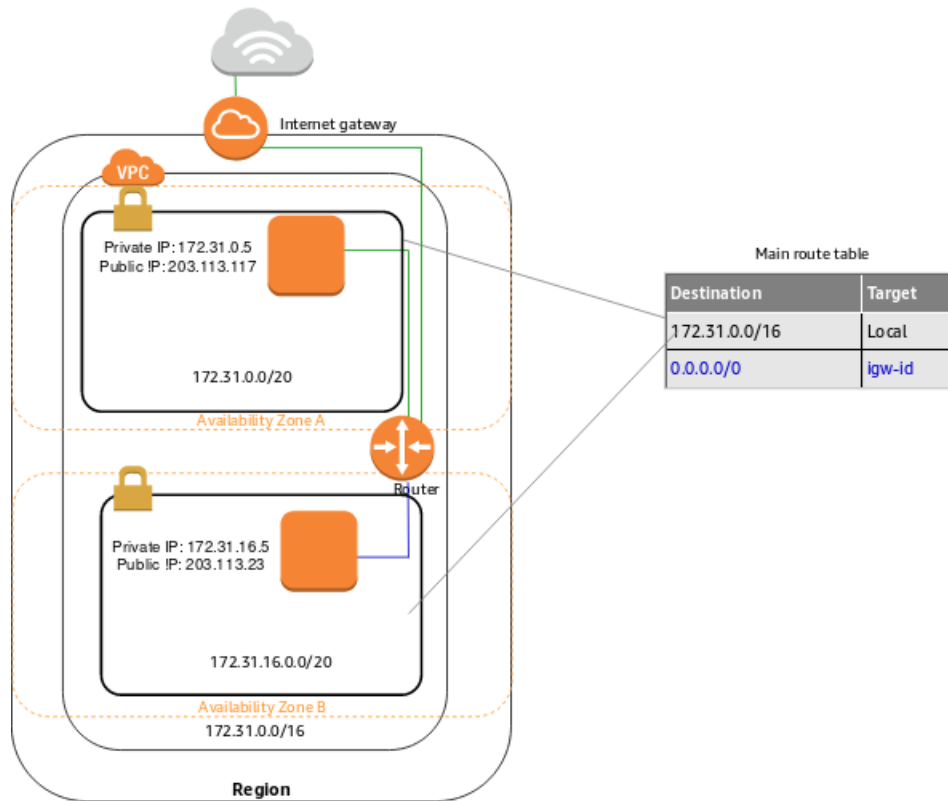 Internet gateway
VPC
Private IP: 172.31.0.5
Public !P: 203.113.117
172.31.0.0/20
Availability Zone A
Main route table
Destination Target
172.31.0.0/16 Local
0.0.0.0/0 igw-id
Router
Private IP: 172.31.16.5
Public !P: 203.113.23
172.31.16.0.0/20
Availability Zone B
172.31.0.0/16
Region